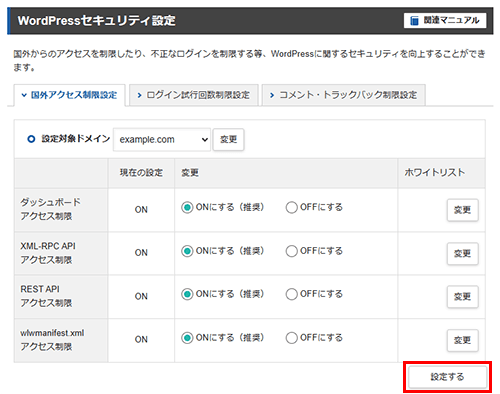 WordPressセキュリティ設定
関連マニュアル
国外からのアクセスを制限したり、不正なログインを制限する等、WordPressに関するセキュリティを向上することができ
ます。
国外アクセス制限設定 ログイン試行回数制限設定 コメント・トラックバック制限設定
設定対象ドメイン example.com 変更
現在の設定 変更 ホワイトリスト
ダッシュボード
アクセス制限 ON ONにする（推奨） OFFにする 変更
XML-RPC API
アクセス制限 ON ONにする（推奨） OFFにする 変更
REST API
アクセス制限 ON ONにする（推奨） OFFにする 変更
wlwmanifest.xml
アクセス制限 ON ONにする（推奨） OFFにする 変更
設定する